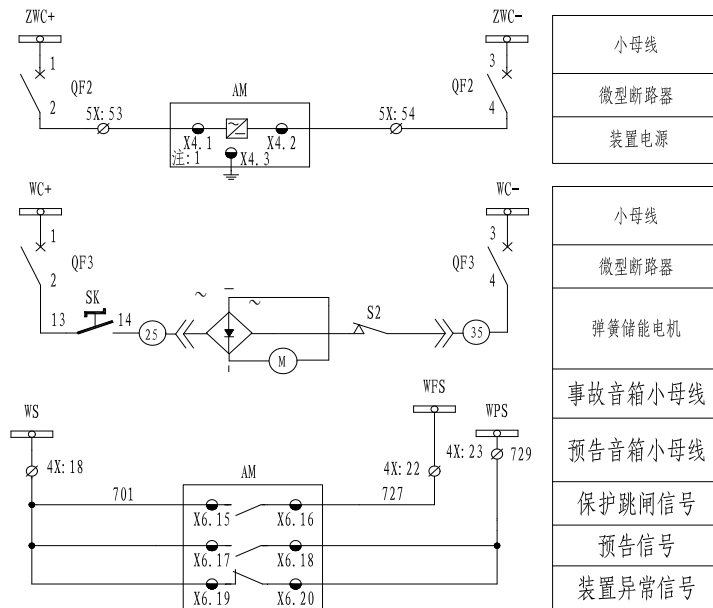 ZWC+
ZWC-
小母线
1
3
QF2
QF2
AM
微型断路器
2
4
5X:53
5X:54
X4.1
X4.2
装置电源
注:1
X4.3
WC+
WC-
小母线
1
3
QF3
QF3
微型断路器
2
4
SK
~
~
S2
13
14
25
35
弹簧储能电机
M
WFS
事故音箱小母线
WS
WPS
4X:18
4X:22
4X:23
729
预告音箱小母线
AM
701
727
保护跳闸信号
X6.15
X6.16
预告信号
X6.17
X6.18
装置异常信号
X6.19
X6.20